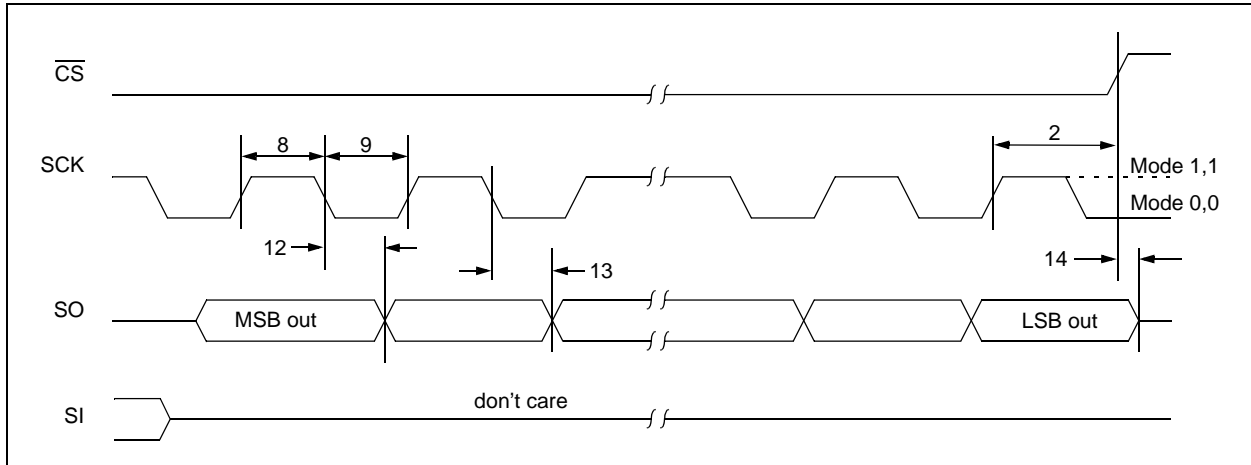 CS
8
9
2
SCK
Mode 1,1
Mode 0,0
12
13
14
SO
MSB out
LSB out
SI
don't care